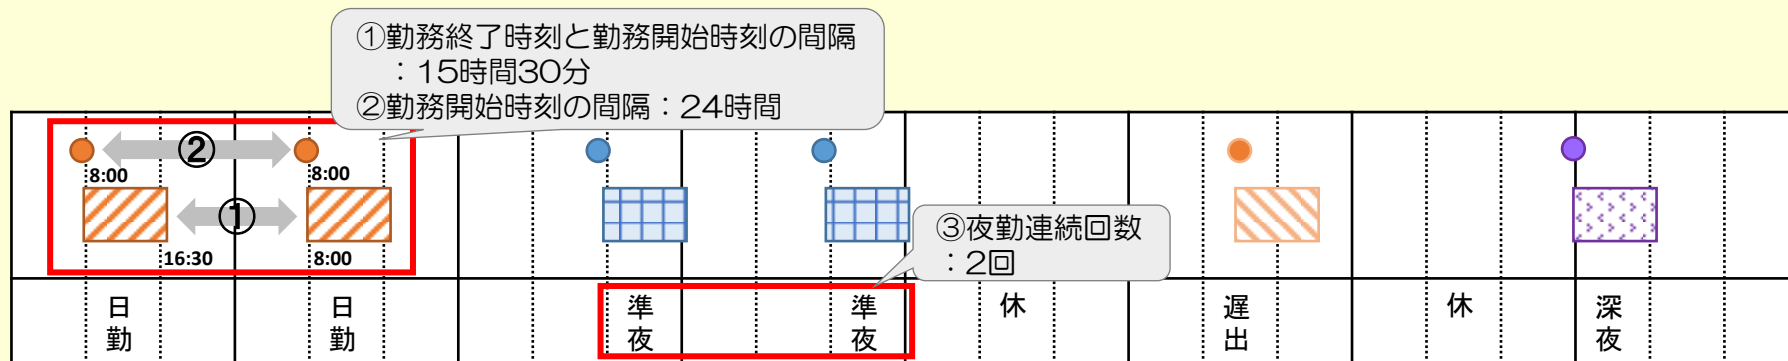 ①勤務終了時刻と勤務開始時刻の間隔
：15時間30分
②勤務開始時刻の間隔：24時間
②
8:00
8:00
①
16:30
8:00
③夜勤連続回数
：2回
日勤
日勤
準夜
準夜
休
遅出
休
深夜